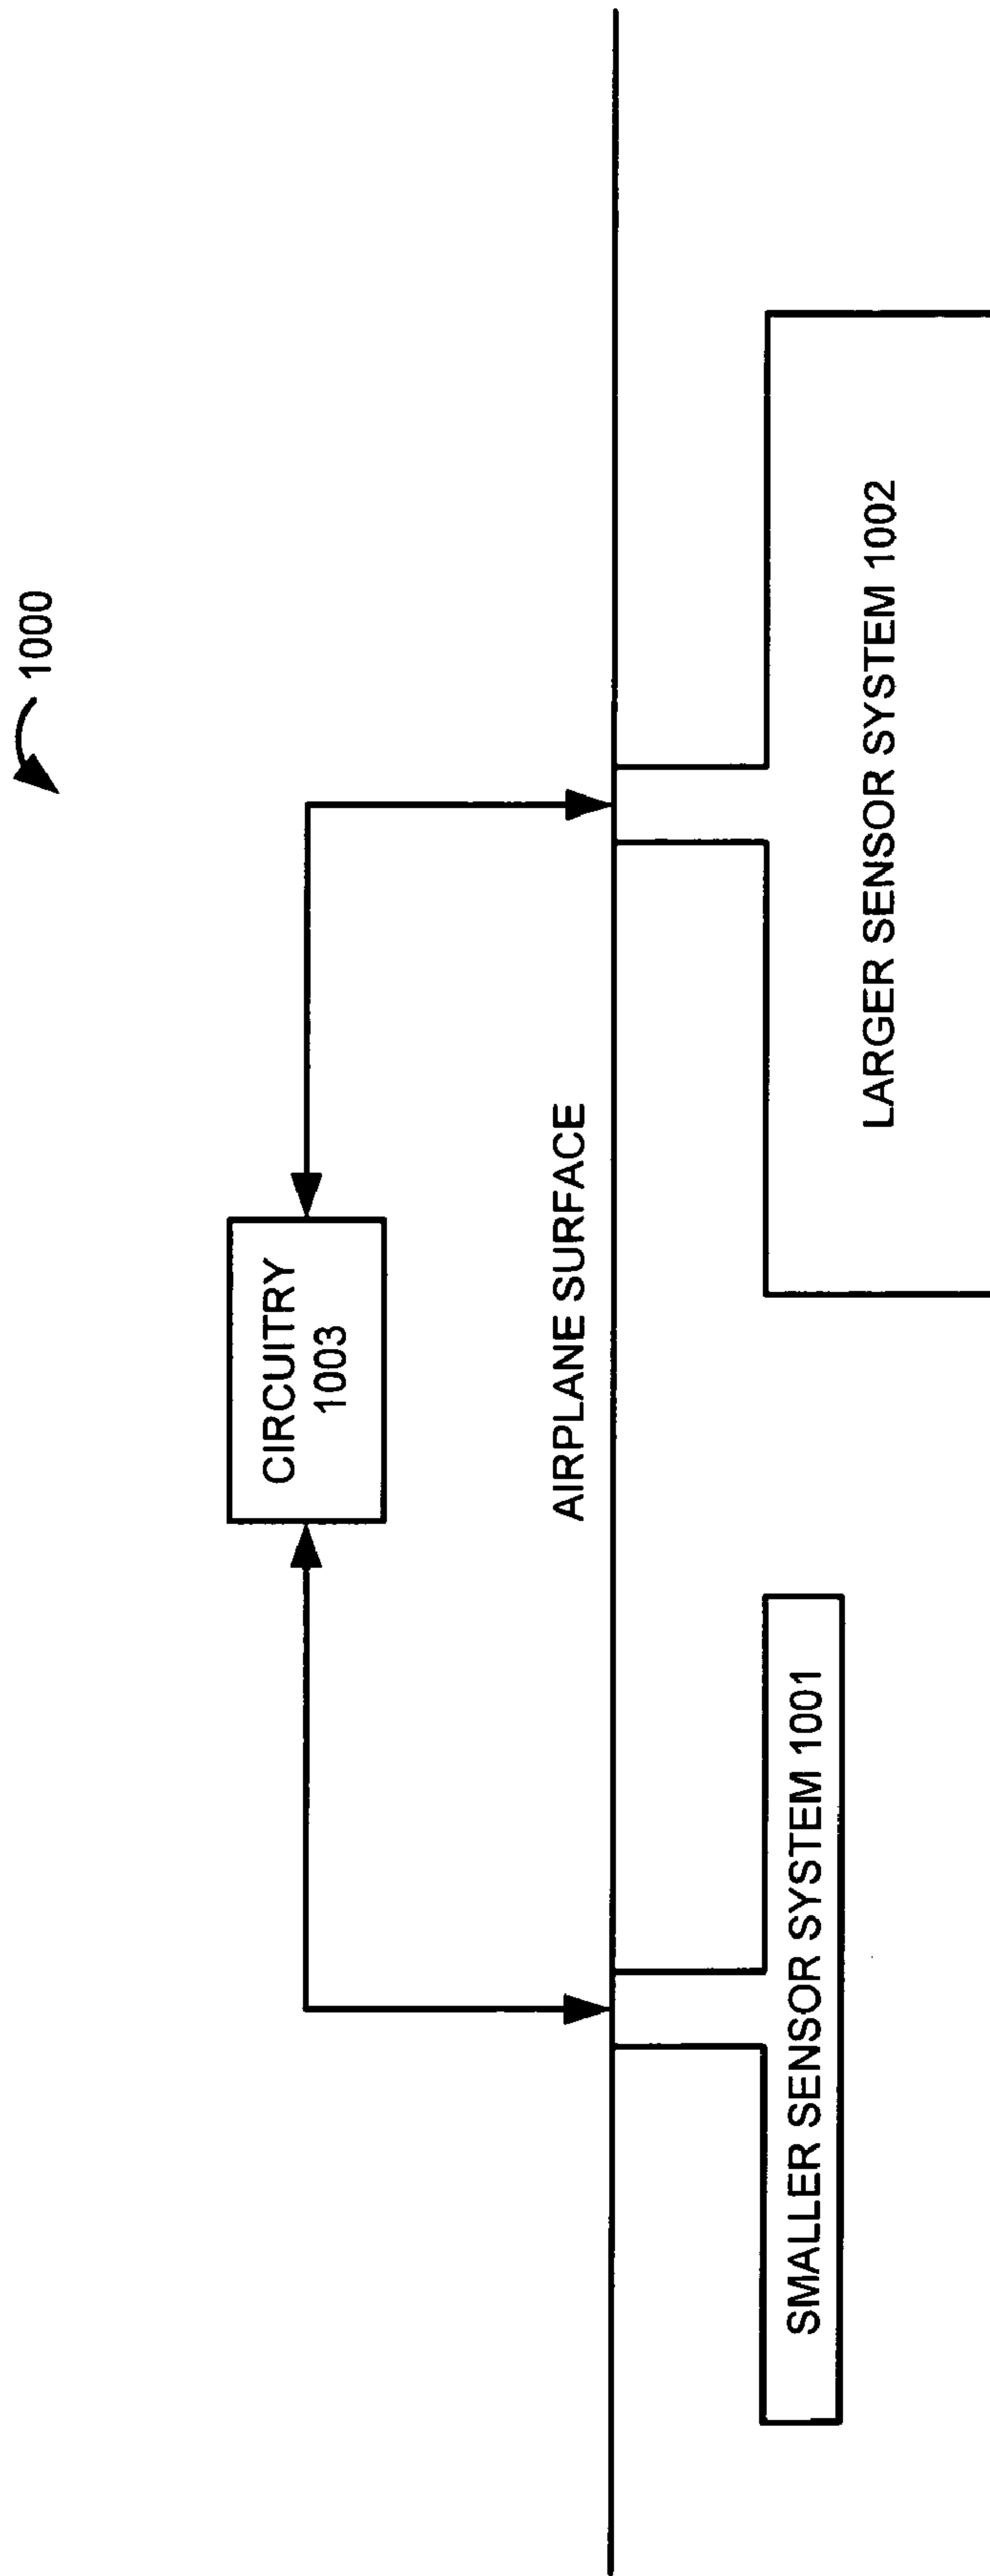 1000
CIRCUITRY
1003
AIRPLANE SURFACE
SMALLER SENSOR SYSTEM 1001
LARGER SENSOR SYSTEM 1002